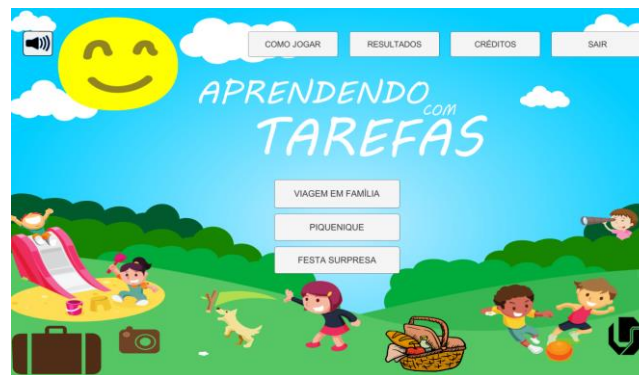 COMO JOGAR
RESULTADOS
CRÉDITOS
SAIR
APRENDENDO
com
TAREFAS
VIAGEM EM FAMÍLIA
PIQUENIQUE
FESTA SURPRESA